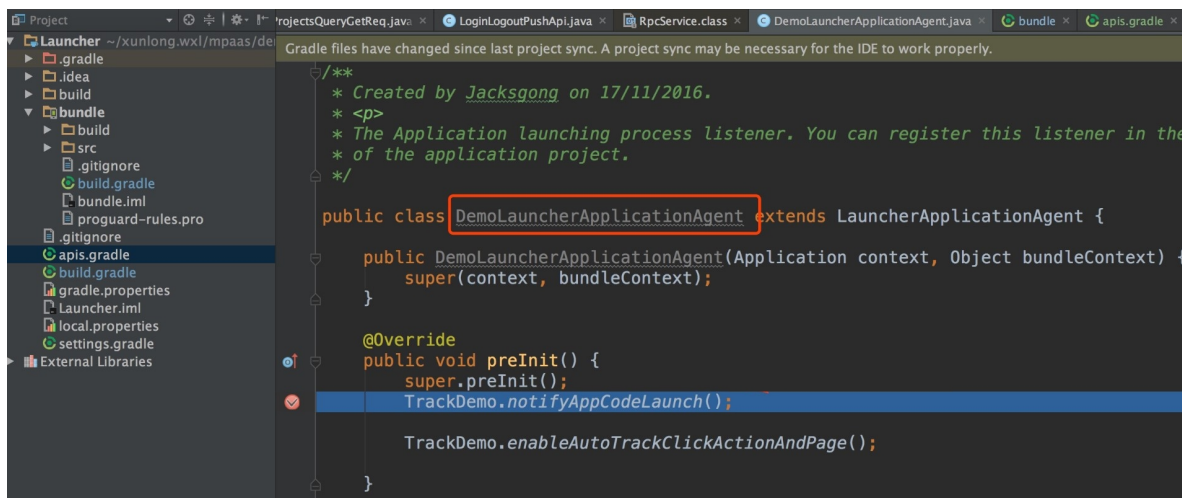 Project
rojectsQueryGetReq.java
LoginLogoutPushApi.java
RpcService.class
DemoLauncherApplicationAgent.java
bundle
apis.gradle
Launcher ~/xunlong.wxl/mpaas/de
.gradle
.idea
build
bundle
build
src
.gitignore
build.gradle
bundle.iml
proguard-rules.pro
.gitignore
apis.gradle
build.gradle
gradle.properties
Launcher.iml
local.properties
settings.gradle
External Libraries
Gradle files have changed since last project sync. A project sync may be necessary for the IDE to work properly.
/**
* Created by Jacksgong on 17/11/2016.
* <p>
* The Application launching process listener. You can register this listener in the
* of the application project.
*/
public class DemoLauncherApplicationAgent extends LauncherApplicationAgent {
public DemoLauncherApplicationAgent(Application context, Object bundleContext) {
super(context, bundleContext);
}
@Override
public void preInit() {
super.preInit();
TrackDemo.notifyAppCodeLaunch();
TrackDemo.enableAutoTrackClickActionAndPage();
}